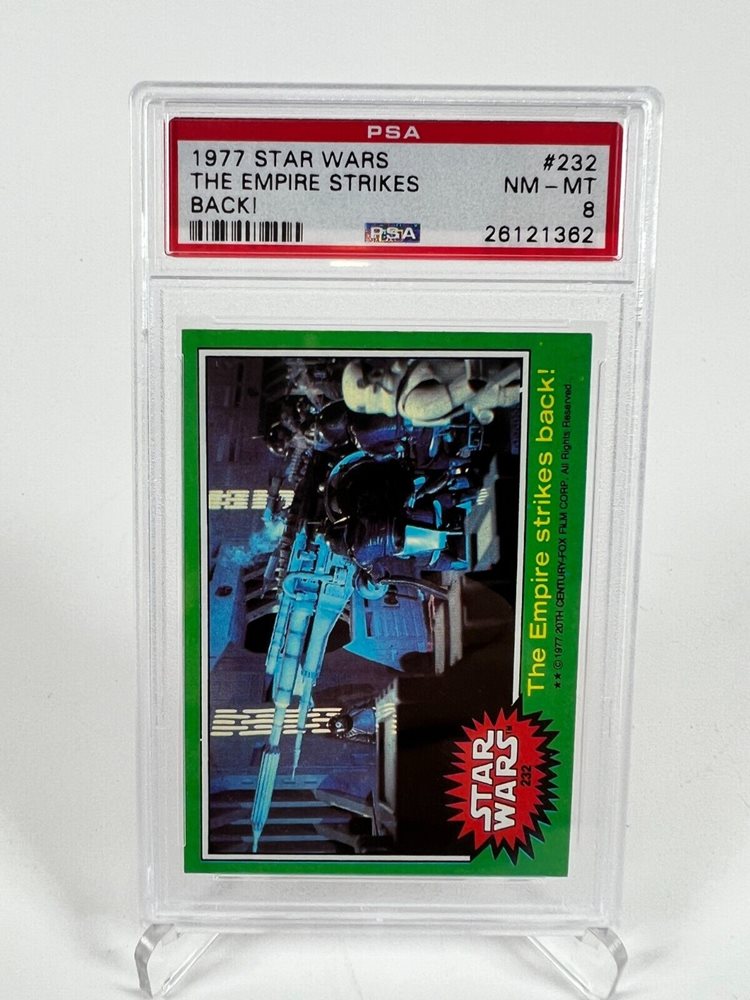 PSA
1977 STAR WARS #232
THE EMPIRE STRIKES NM - MT
BACK! 8
PSA 26121362
The Empire strikes back!
★★ ©1977 20TH CENTURY-FOX FILM CORP. All Rights Reserved
STAR
WARS™
232